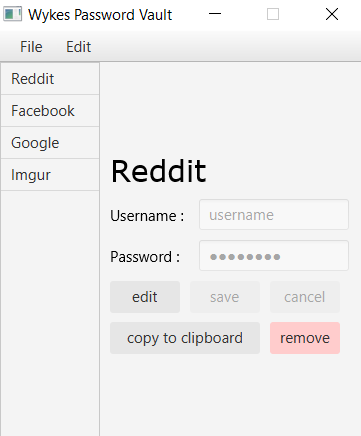 Wykes Password Vault
File Edit
Reddit
Facebook
Google
Imgur
Reddit
Username : username
Password : ●●●●●●●●
edit save cancel
copy to clipboard remove